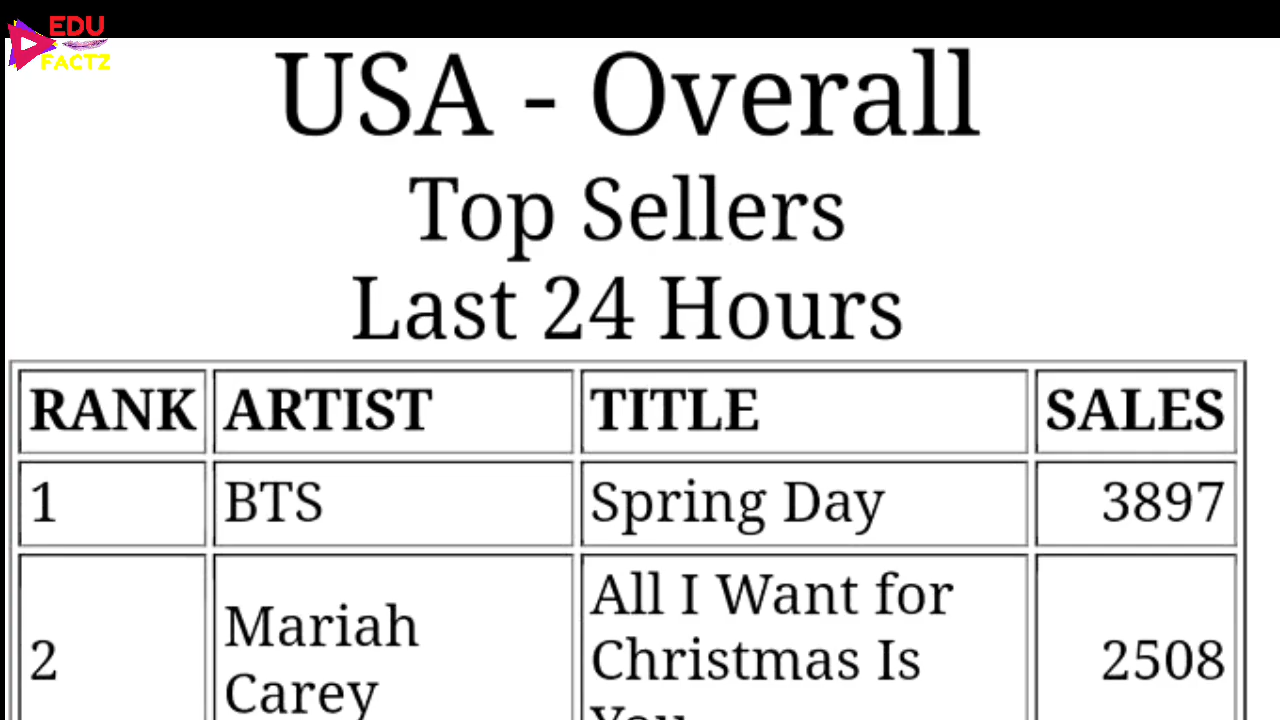 EDU
FACTZ
USA - Overall
Top Sellers
Last 24 Hours
RANK ARTIST TITLE SALES
1 BTS Spring Day 3897
2 Mariah Carey All I Want for Christmas Is You 2508